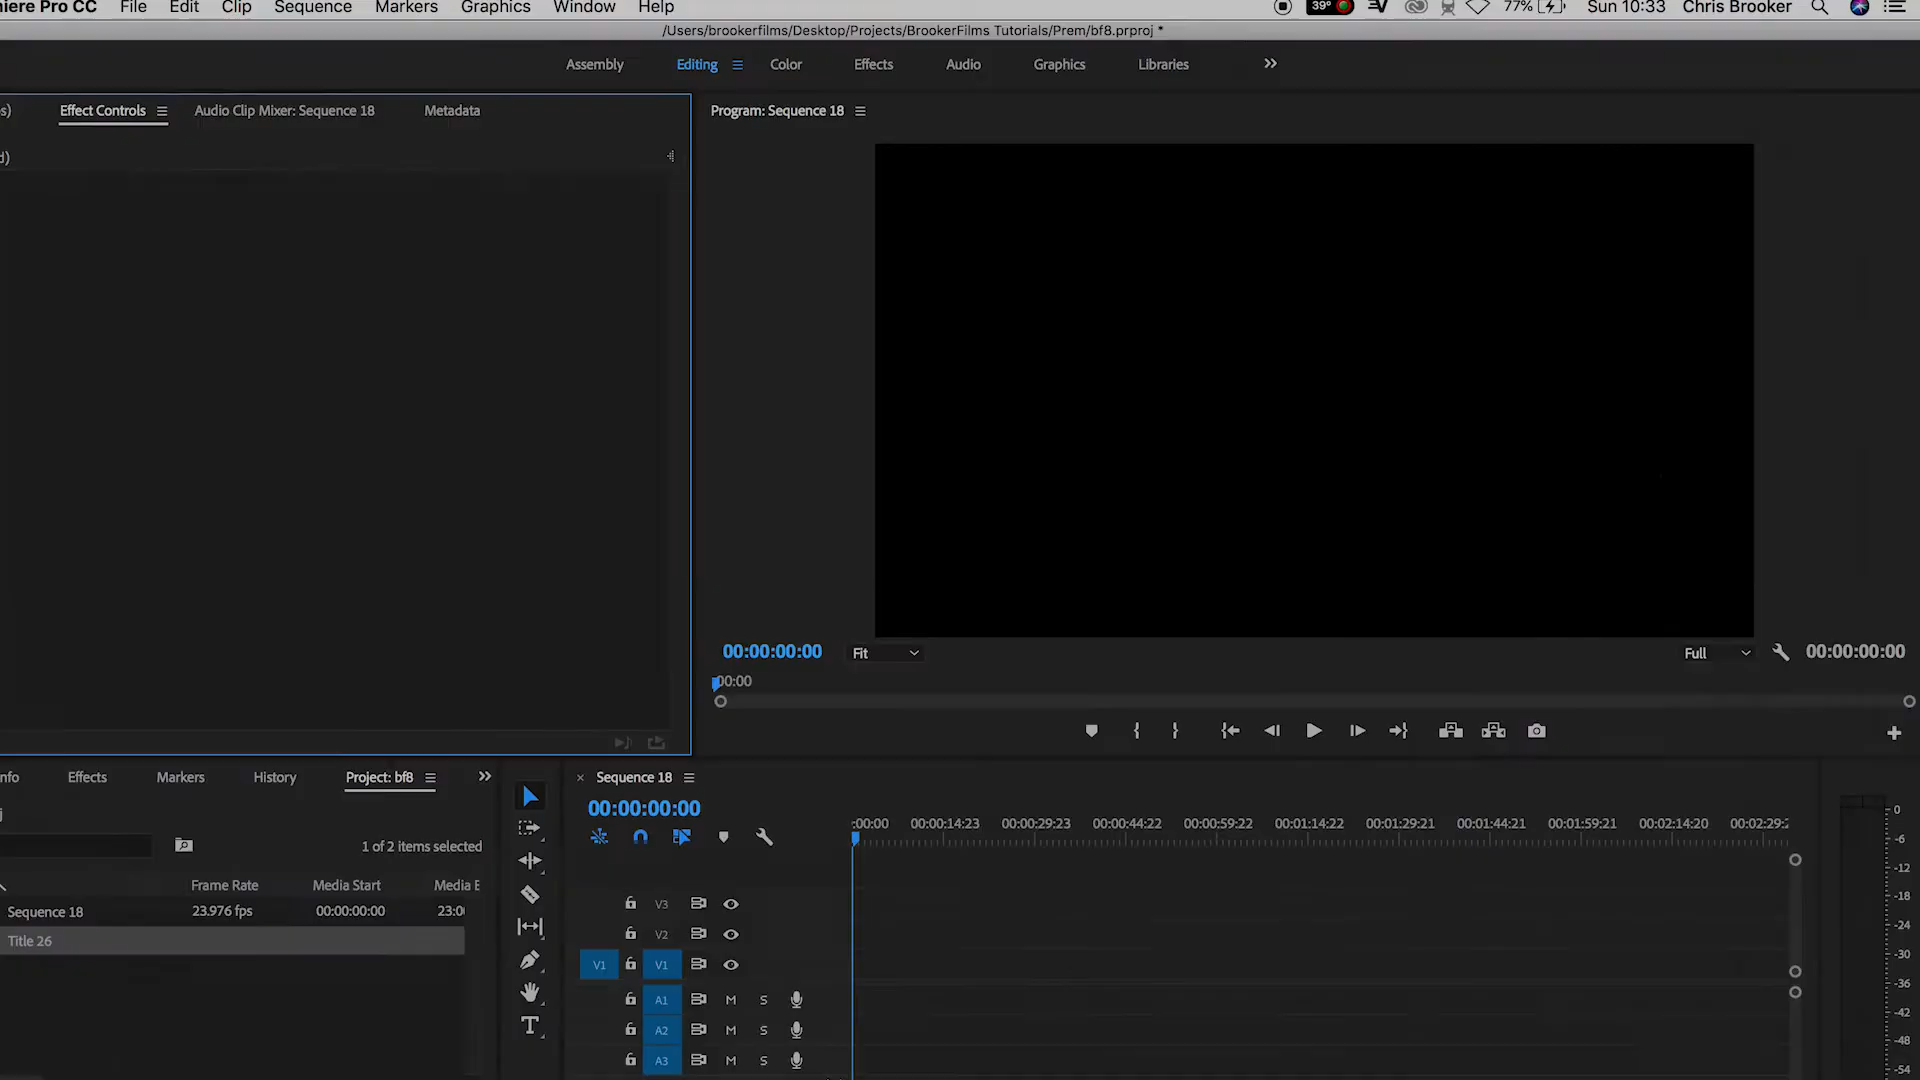 iere Pro CC File Edit Clip Sequence Markers Graphics Window Help 39° 77% Sun 10:33 Chris Brooker
/Users/brookerfilms/Desktop/Projects/BrookerFilms Tutorials/Prem/bf8.prproj *
Assembly Editing Color Effects Audio Graphics Libraries
s) Effect Controls Audio Clip Mixer: Sequence 18 Metadata
d)
Program: Sequence 18
00:00:00:00 Fit Full 00:00:00:00
00:00
nfo Effects Markers History Project: bf8
1 of 2 items selected
Frame Rate Media Start Media E
Sequence 18 23.976 fps 00:00:00:00 23:0
Title 26
× Sequence 18
00:00:00:00
:00:00 00:00:14:23 00:00:29:23 00:00:44:22 00:00:59:22 00:01:14:22 00:01:29:21 00:01:44:21 00:01:59:21 00:02:14:20 00:02:29:2
V3
V2
V1 V1
A1 M S
A2 M S
A3 M S
0
-6
-12
-18
-24
-30
-36
-42
-48
-54